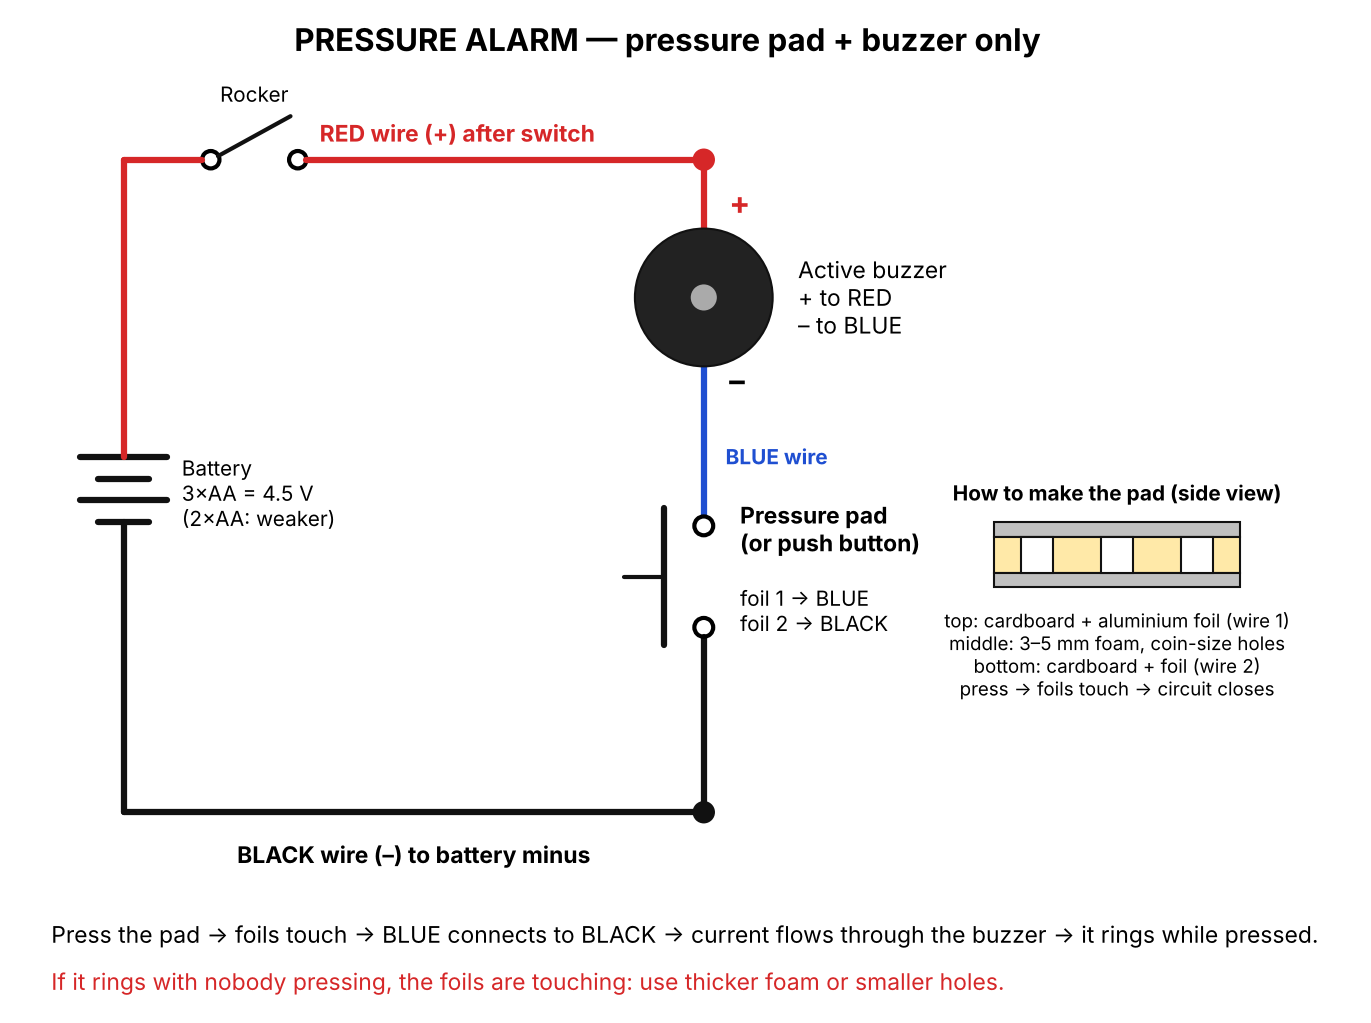 PRESSURE ALARM — pressure pad + buzzer only
Rocker
RED wire (+) after switch
+
Active buzzer
+ to RED
– to BLUE
–
BLUE wire
Battery
3×AA = 4.5 V
(2×AA: weaker)
Pressure pad
(or push button)
foil 1 → BLUE
foil 2 → BLACK
How to make the pad (side view)
top: cardboard + aluminium foil (wire 1)
middle: 3–5 mm foam, coin-size holes
bottom: cardboard + foil (wire 2)
press → foils touch → circuit closes
BLACK wire (–) to battery minus
Press the pad → foils touch → BLUE connects to BLACK → current flows through the buzzer → it rings while pressed.
If it rings with nobody pressing, the foils are touching: use thicker foam or smaller holes.